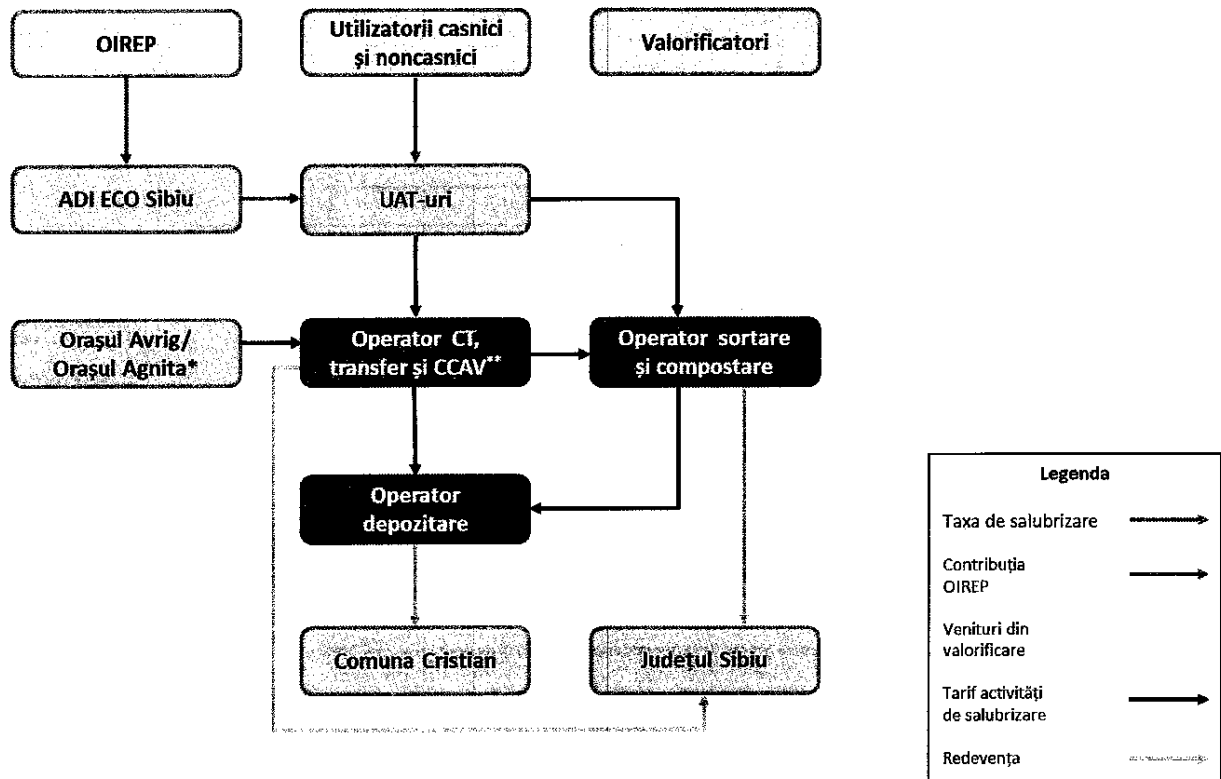 OIREP
Utilizatorii casnici
și noncasnici
Valorificatori
ADI ECO Sibiu
UAT-uri
Orașul Avrig/
Orașul Agnita*
Operator CT,
transfer și CCAV**
Operator sortare
și compostare
Operator
depozitare
Comuna Cristian
Județul Sibiu
Legenda
Taxa de salubrizare
Contribuția
OIREP
Venituri din
valorificare
Tarif activități
de salubrizare
Redevența